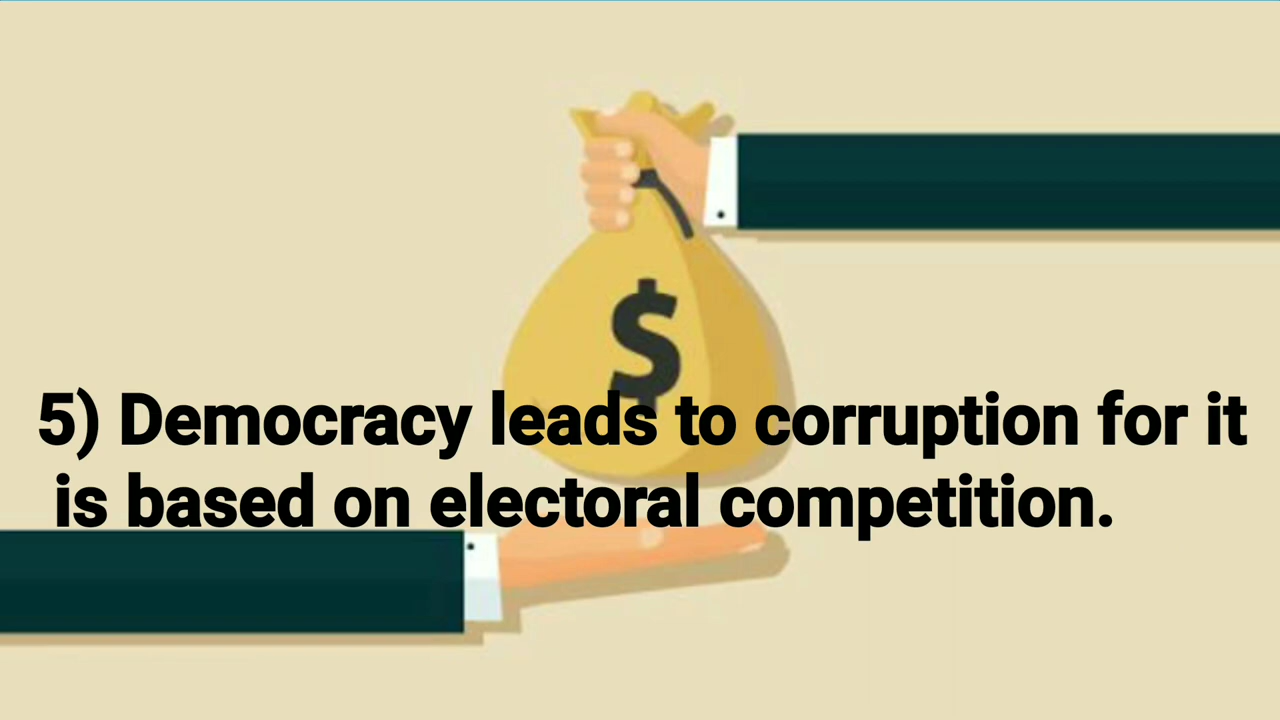 $
5) Democracy leads to corruption for it
is based on electoral competition.